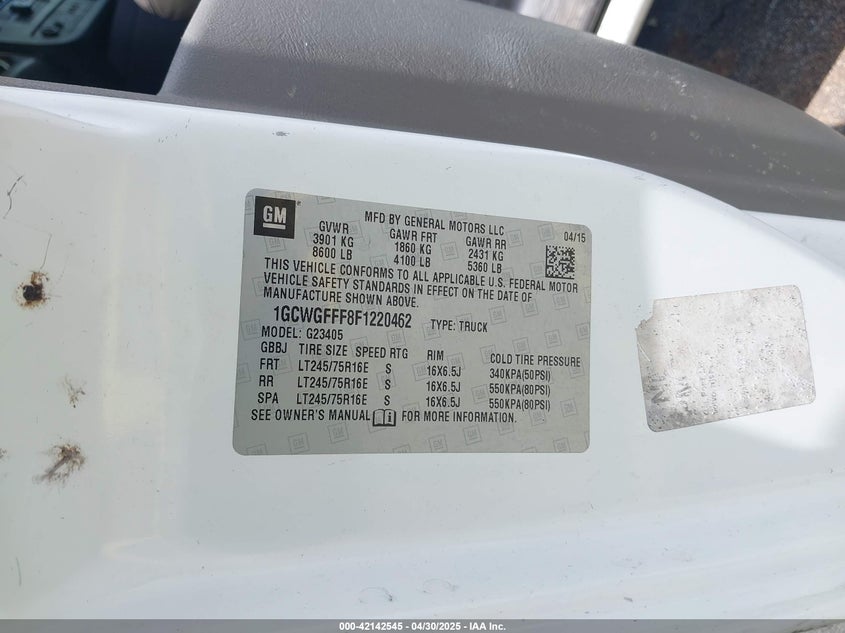 GM
MFD BY GENERAL MOTORS LLC
GVWR GAWR FRT GAWR RR 04/15
3901 KG 1860 KG 2431 KG
8600 LB 4100 LB 5360 LB
THIS VEHICLE CONFORMS TO ALL APPLICABLE U.S. FEDERAL MOTOR
VEHICLE SAFETY STANDARDS IN EFFECT ON THE DATE OF
MANUFACTURE SHOWN ABOVE.
1GCWGFFF8F1220462 TYPE: TRUCK
MODEL: G23405
GBBJ TIRE SIZE SPEED RTG RIM COLD TIRE PRESSURE
FRT LT245/75R16E S 16X6.5J 340KPA(50PSI)
RR LT245/75R16E S 16X6.5J 550KPA(80PSI)
SPA LT245/75R16E S 16X6.5J 550KPA(80PSI)
SEE OWNER'S MANUAL FOR MORE INFORMATION.
000-42142545 - 04/30/2025 - IAA Inc.